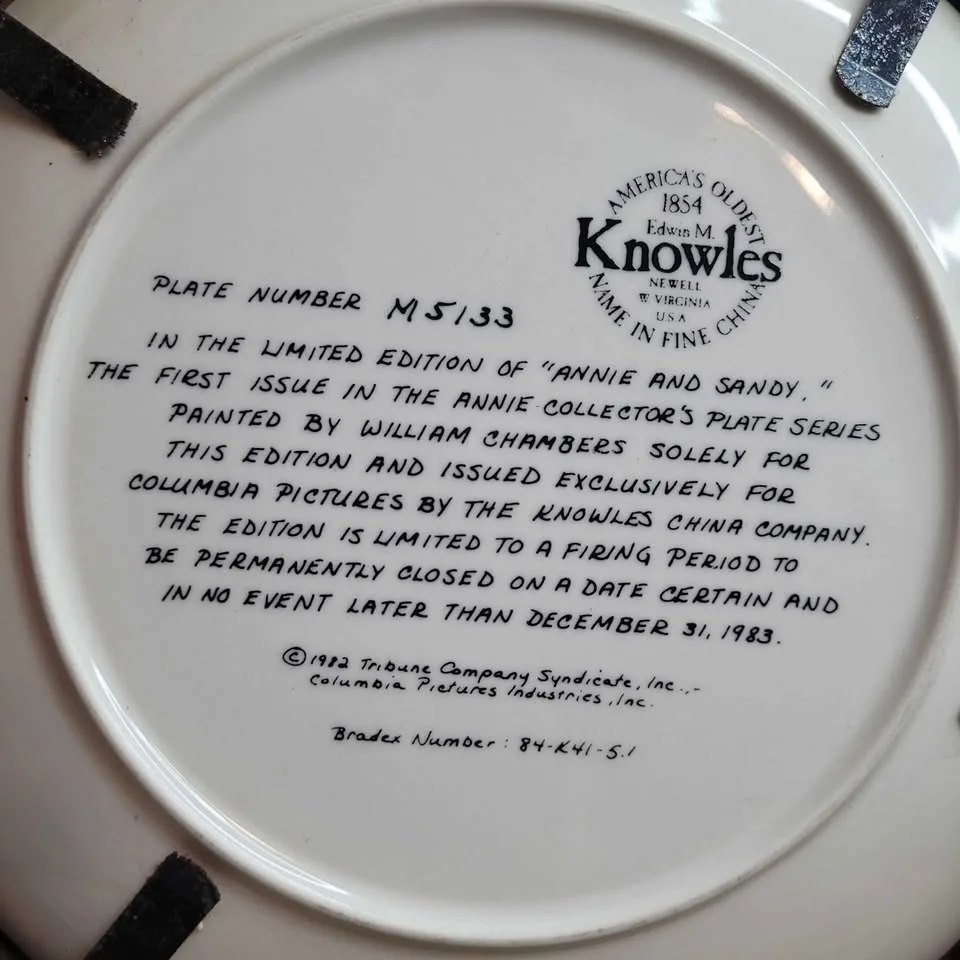 AMERICA'S OLDEST
1854
Edwin M.
Knowles
NEWELL
W VIRGINIA
USA
NAME IN FINE CHINA
PLATE NUMBER M5133
IN THE LIMITED EDITION OF "ANNIE AND SANDY."
THE FIRST ISSUE IN THE ANNIE COLLECTOR'S PLATE SERIES
PAINTED BY WILLIAM CHAMBERS SOLELY FOR
THIS EDITION AND ISSUED EXCLUSIVELY FOR
COLUMBIA PICTURES BY THE KNOWLES CHINA COMPANY.
THE EDITION IS LIMITED TO A FIRING PERIOD TO
BE PERMANENTLY CLOSED ON A DATE CERTAIN AND
IN NO EVENT LATER THAN DECEMBER 31, 1983.
©1982 Tribune Company Syndicate, Inc.,-
Columbia Pictures Industries, Inc.
Bradex Number: 84-K41-5.1